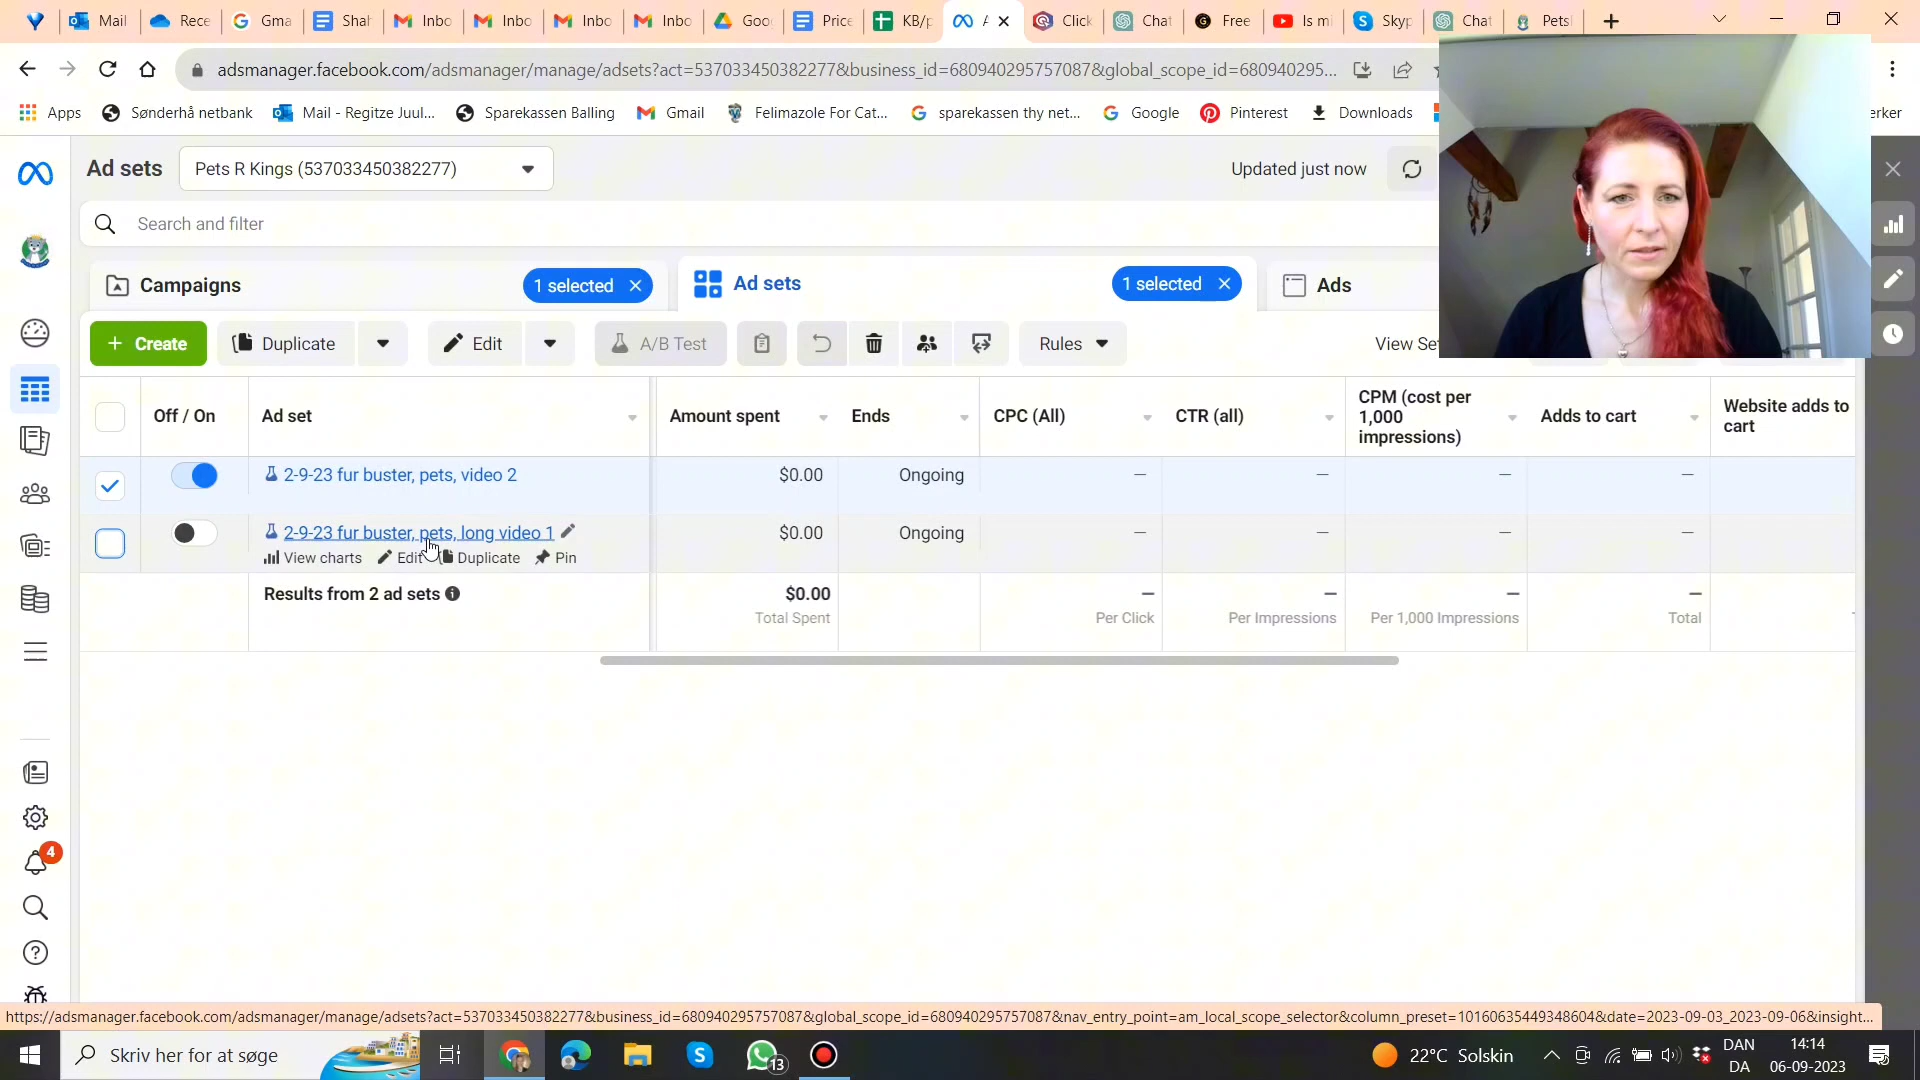 Mail
Rece
Gma
Shah
Inbo
Inbo
Inbo
Inbo
Goo
Price
KB/p
Click
Chat
Free
Is mi
Skyp
Chat
Pets
adsmanager.facebook.com/adsmanager/manage/adsets?act=537033450382277&business_id=680940295757087&global_scope_id=680940295...
Apps
Sønderhå netbank
Mail - Regitze Juul...
Sparekassen Balling
Gmail
Felimazole For Cat...
sparekassen thy net...
Google
Pinterest
Downloads
erker
Ad sets
Pets R Kings (537033450382277)
Updated just now
Search and filter
Campaigns
1 selected
Ad sets
1 selected
Ads
+ Create
Duplicate
Edit
A/B Test
Rules
View Set
Off / On
Ad set
Amount spent
Ends
CPC (All)
CTR (all)
CPM (cost per
1,000
impressions)
Adds to cart
Website adds to
cart
2-9-23 fur buster, pets, video 2
$0.00
Ongoing
—
—
—
—
2-9-23 fur buster, pets, long video 1
$0.00
Ongoing
—
—
—
—
View charts
Edit
Duplicate
Pin
Results from 2 ad sets
$0.00
—
—
—
—
Total Spent
Per Click
Per Impressions
Per 1,000 Impressions
Total
4
https://adsmanager.facebook.com/adsmanager/manage/adsets?act=537033450382277&business_id=680940295757087&global_scope_id=680940295757087&nav_entry_point=am_local_scope_selector&column_preset=10160635449348604&date=2023-09-03_2023-09-06&insight...
Skriv her for at søge
13
22°C Solskin
DAN
DA
14:14
06-09-2023